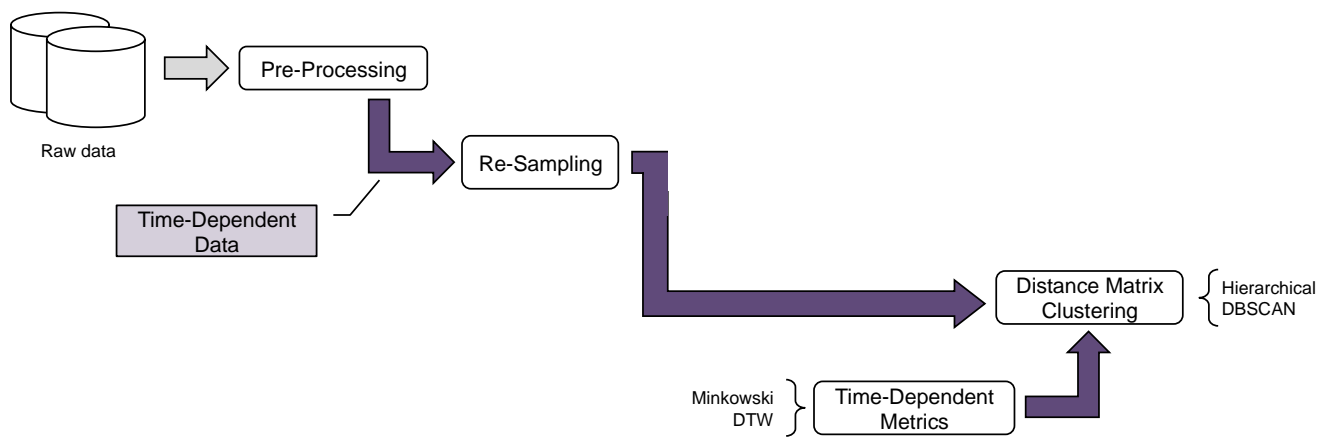 Pre-Processing
Raw data
Re-Sampling
Time-Dependent
Data
Distance Matrix
Clustering
Hierarchical
DBSCAN
Minkowski
DTW
Time-Dependent
Metrics